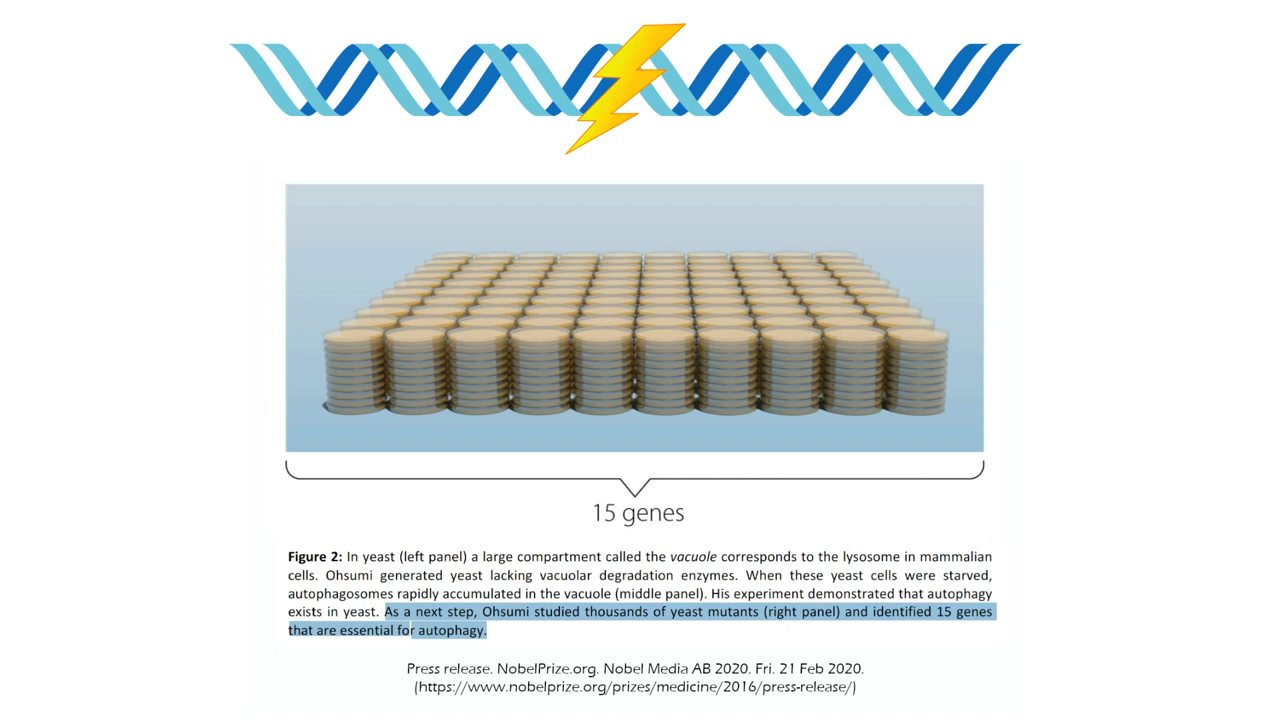 15 genes
Figure 2: In yeast (left panel) a large compartment called the vacuole corresponds to the lysosome in mammalian
cells. Ohsumi generated yeast lacking vacuolar degradation enzymes. When these yeast cells were starved,
autophagosomes rapidly accumulated in the vacuole (middle panel). His experiment demonstrated that autophagy
exists in yeast. As a next step, Ohsumi studied thousands of yeast mutants (right panel) and identified 15 genes
that are essential for autophagy.
Press release. NobelPrize.org. Nobel Media AB 2020. Fri. 21 Feb 2020.
(https://www.nobelprize.org/prizes/medicine/2016/press-release/)